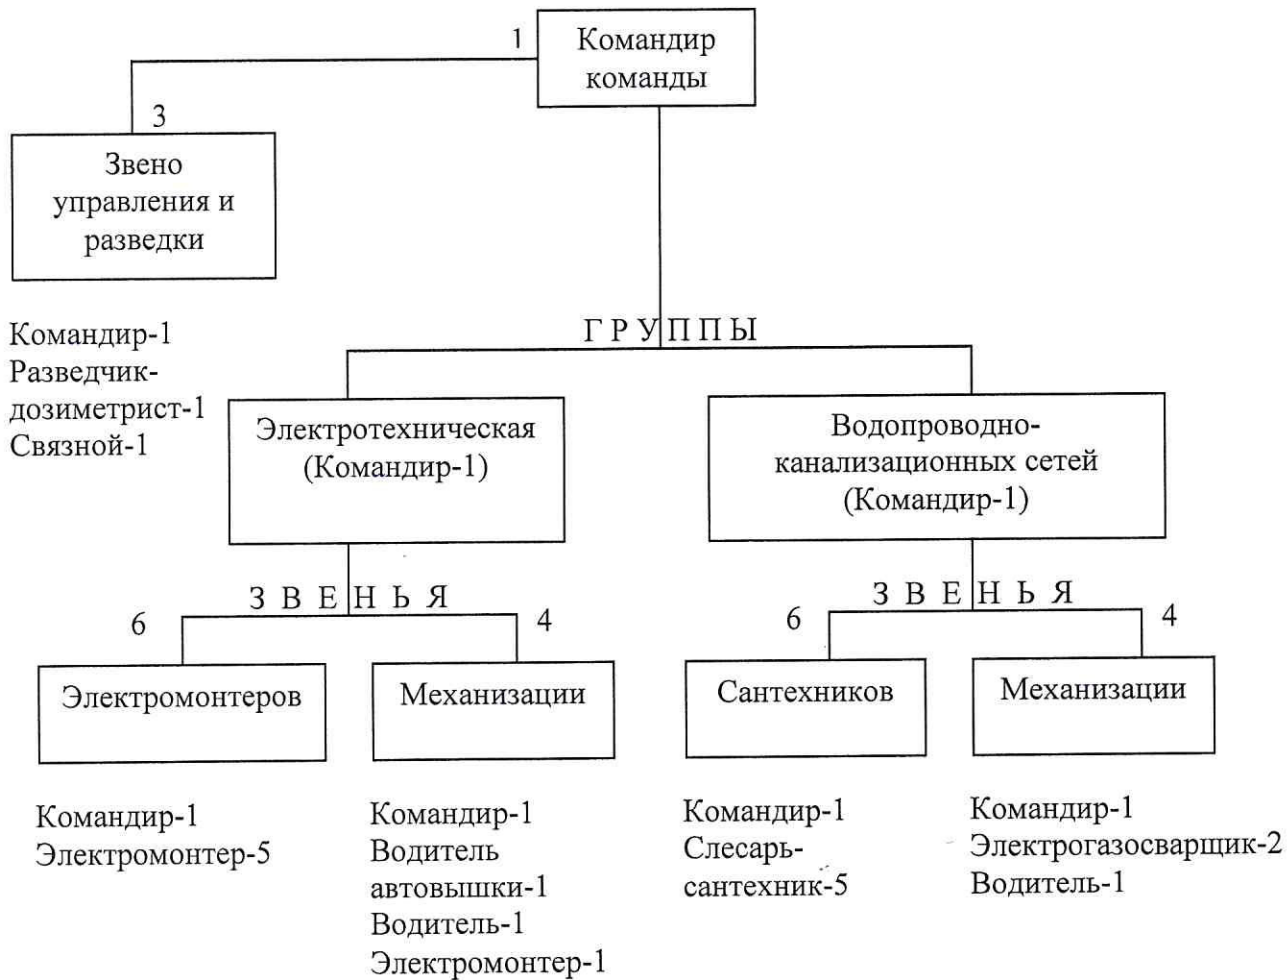 1
Командир
команды
3
Звено
управления и
разведки
Командир-1
Разведчик-
дозиметрист-1
Связной-1
ГРУППЫ
Электротехническая
(Командир-1)
Водопроводно-
канализационных сетей
(Командир-1)
ЗВЕНЬЯ
6
4
Электромонтеров
Механизации
Командир-1
Электромонтер-5
Командир-1
Водитель
автовышки-1
Водитель-1
Электромонтер-1
ЗВЕНЬЯ
6
4
Сантехников
Механизации
Командир-1
Слесарь-
сантехник-5
Командир-1
Электрогазосварщик-2
Водитель-1